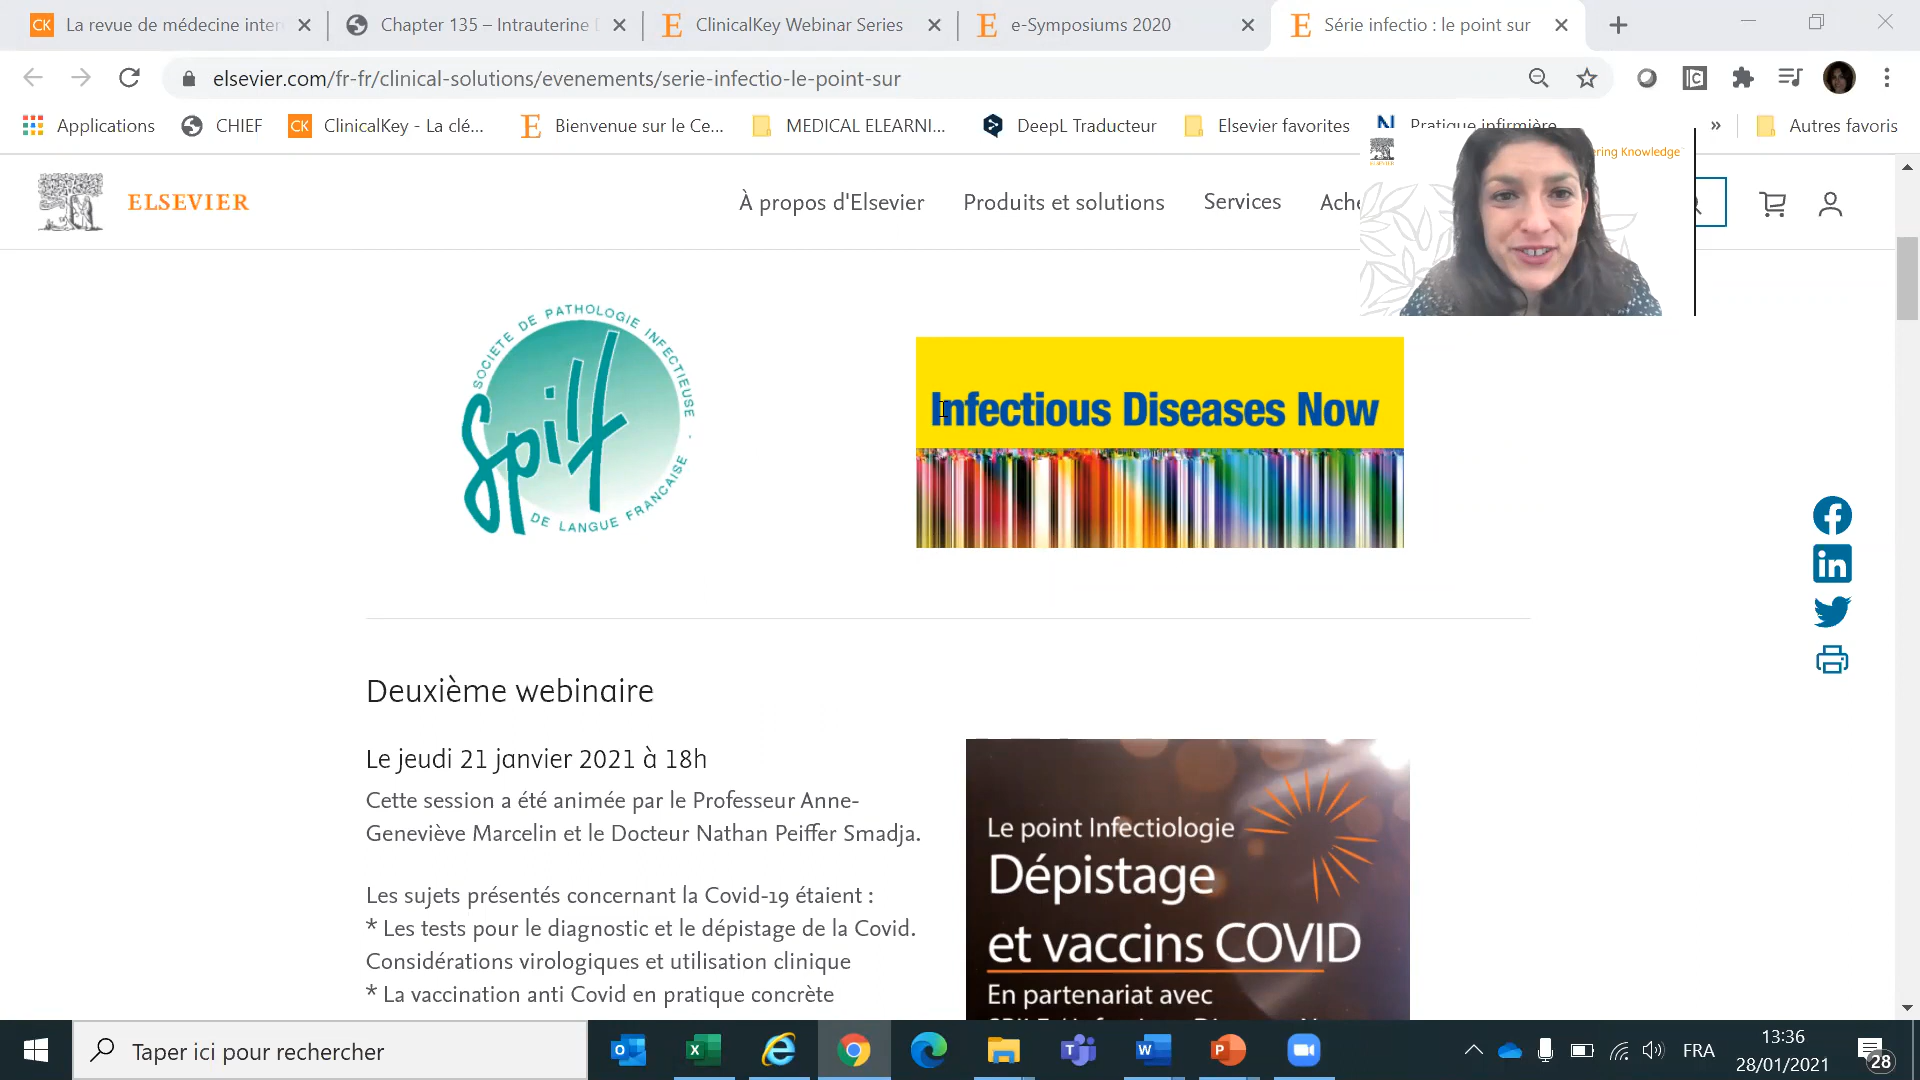 La revue de médecine inter
Chapter 135 – Intrauterine
ClinicalKey Webinar Series
e-Symposiums 2020
Série infectio : le point sur
elsevier.com/fr-fr/clinical-solutions/evenements/serie-infectio-le-point-sur
Applications
CHIEF
CK
ClinicalKey - La clé...
Bienvenue sur le Ce...
MEDICAL ELEARNI...
DeepL Traducteur
Elsevier favorites
Pratique infirmière
»
Autres favoris
ELSEVIER
À propos d'Elsevier
Produits et solutions
Services
Knowledge
SOCIETE DE PATHOLOGIE INFECTIEUSE -
Spilf
DE LANGUE FRANCAISE
Infectious Diseases Now
Deuxième webinaire
Le jeudi 21 janvier 2021 à 18h
Cette session a été animée par le Professeur Anne-
Geneviève Marcelin et le Docteur Nathan Peiffer Smadja.
Les sujets présentés concernant la Covid-19 étaient :
* Les tests pour le diagnostic et le dépistage de la Covid.
Considérations virologiques et utilisation clinique
* La vaccination anti Covid en pratique concrète
Le point Infectiologie
Dépistage
et vaccins COVID
En partenariat avec
Taper ici pour rechercher
FRA
13:36
28/01/2021
28